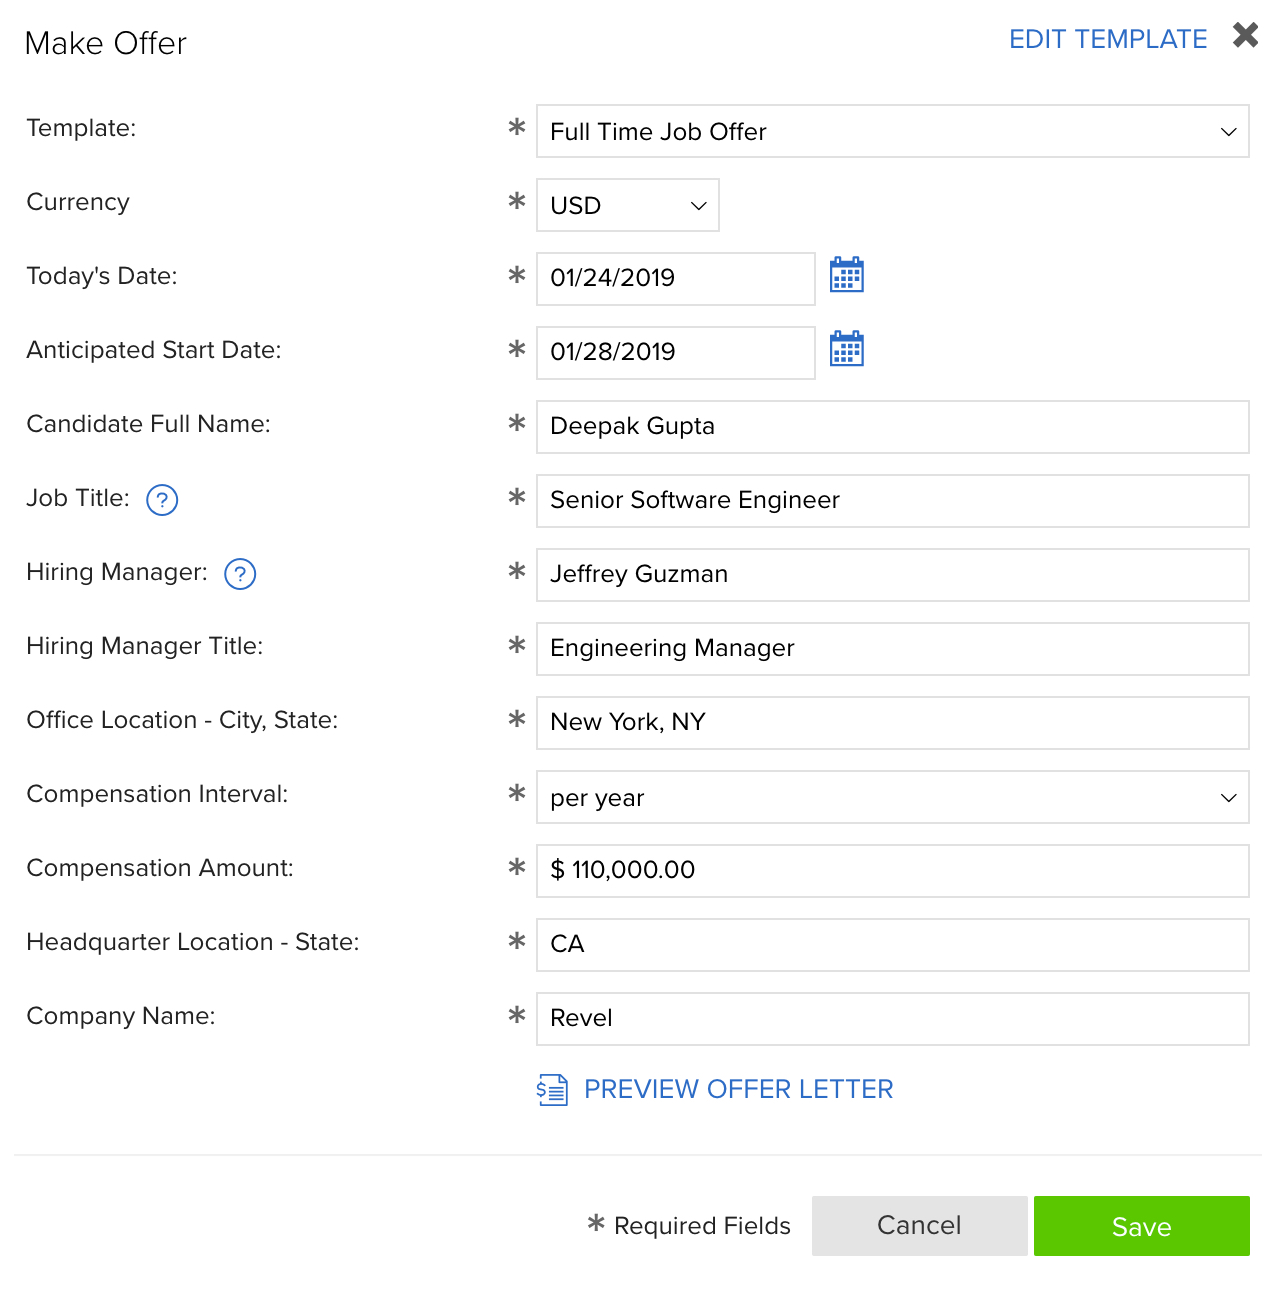 Make Offer
EDIT TEMPLATE
Template: * Full Time Job Offer
Currency * USD
Today's Date: * 01/24/2019
Anticipated Start Date: * 01/28/2019
Candidate Full Name: * Deepak Gupta
Job Title: ? * Senior Software Engineer
Hiring Manager: ? * Jeffrey Guzman
Hiring Manager Title: * Engineering Manager
Office Location - City, State: * New York, NY
Compensation Interval: * per year
Compensation Amount: * $ 110,000.00
Headquarter Location - State: * CA
Company Name: * Revel
PREVIEW OFFER LETTER
* Required Fields
Cancel
Save